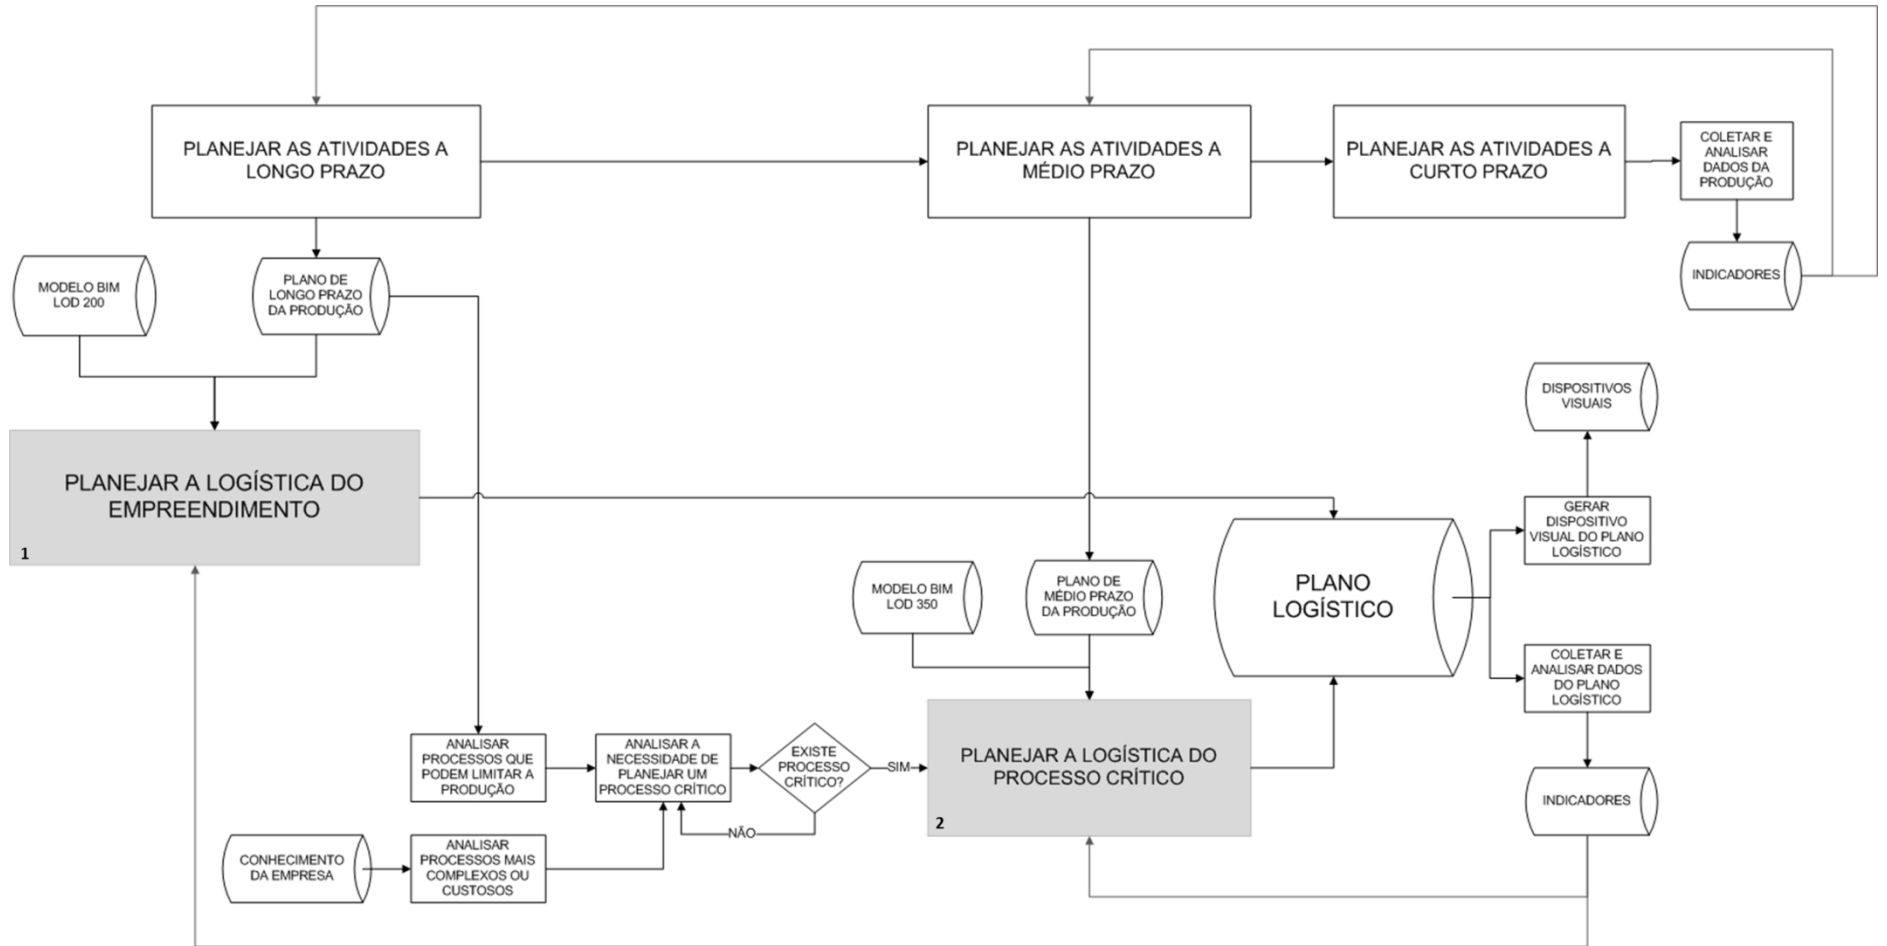 PLANEJAR AS ATIVIDADES A
LONGO PRAZO
PLANEJAR AS ATIVIDADES A
MÉDIO PRAZO
PLANEJAR AS ATIVIDADES A
CURTO PRAZO
COLETAR E
ANALISAR
DADOS DA
PRODUÇÃO
MODELO BIM
LOD 200
PLANO DE
LONGO PRAZO
DA PRODUÇÃO
INDICADORES
DISPOSITIVOS
VISUAIS
PLANEJAR A LOGÍSTICA DO
EMPREENDIMENTO
1
GERAR
DISPOSITIVO
VISUAL DO PLANO
LOGÍSTICO
MODELO BIM
LOD 350
PLANO DE
MÉDIO PRAZO
DA PRODUÇÃO
PLANO
LOGÍSTICO
COLETAR E
ANALISAR DADOS
DO PLANO
LOGÍSTICO
ANALISAR
PROCESSOS QUE
PODEM LIMITAR A
PRODUÇÃO
ANALISAR A
NECESSIDADE DE
PLANEJAR UM
PROCESSO CRÍTICO
EXISTE
PROCESSO
CRÍTICO?
SIM
NÃO
PLANEJAR A LOGÍSTICA DO
PROCESSO CRÍTICO
2
INDICADORES
CONHECIMENTO
DA EMPRESA
ANALISAR
PROCESSOS MAIS
COMPLEXOS OU
CUSTOSOS